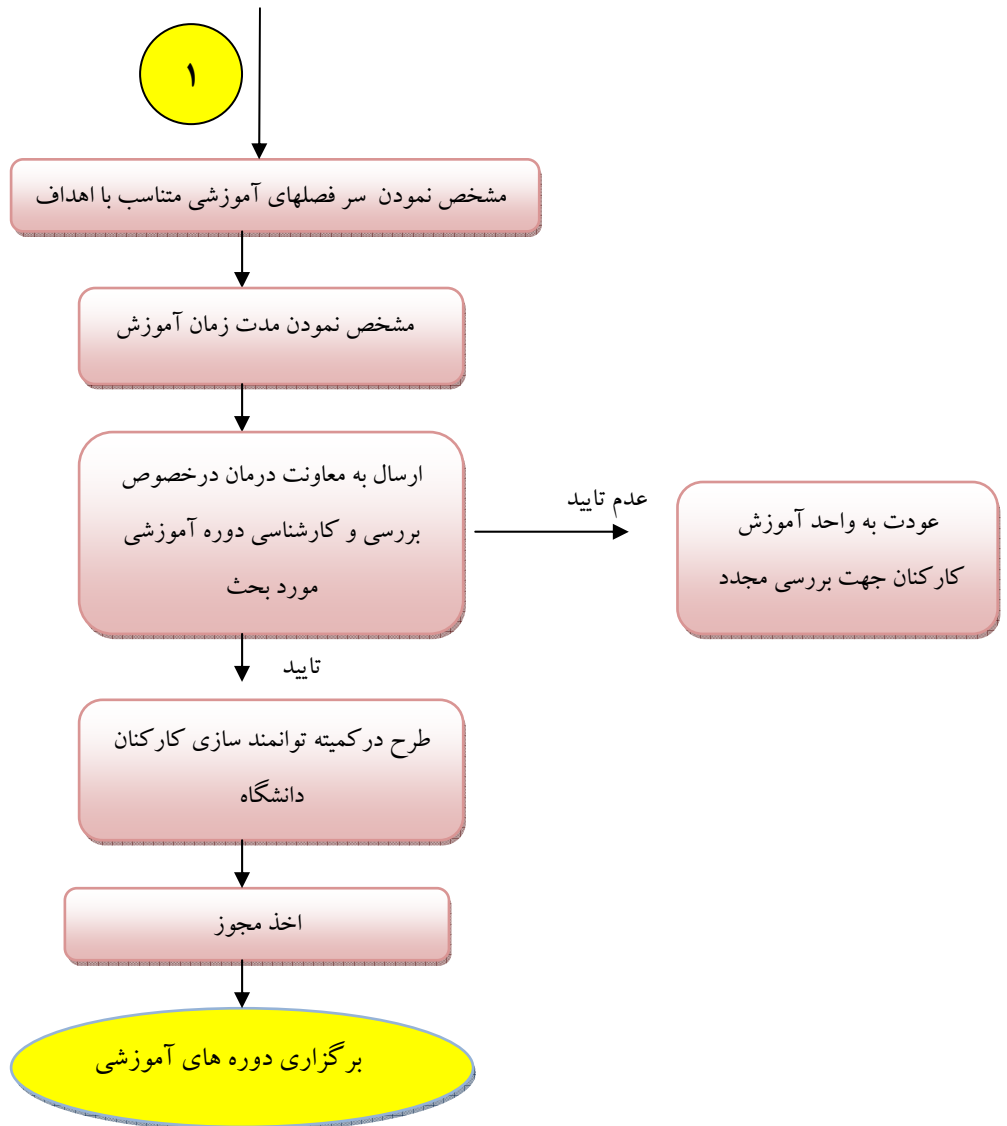 ۱
مشخص نمودن سر فصلهای آموزشی متناسب با اهداف
مشخص نمودن مدت زمان آموزش
ارسال به معاونت درمان درخصوص
بررسی و کارشناسی دوره آموزشی
مورد بحث
عدم تایید
عودت به واحد آموزش
کارکنان جهت بررسی مجدد
تایید
طرح درکمیته توانمند سازی کارکنان
دانشگاه
اخذ مجوز
برگزاری دوره های آموزشی